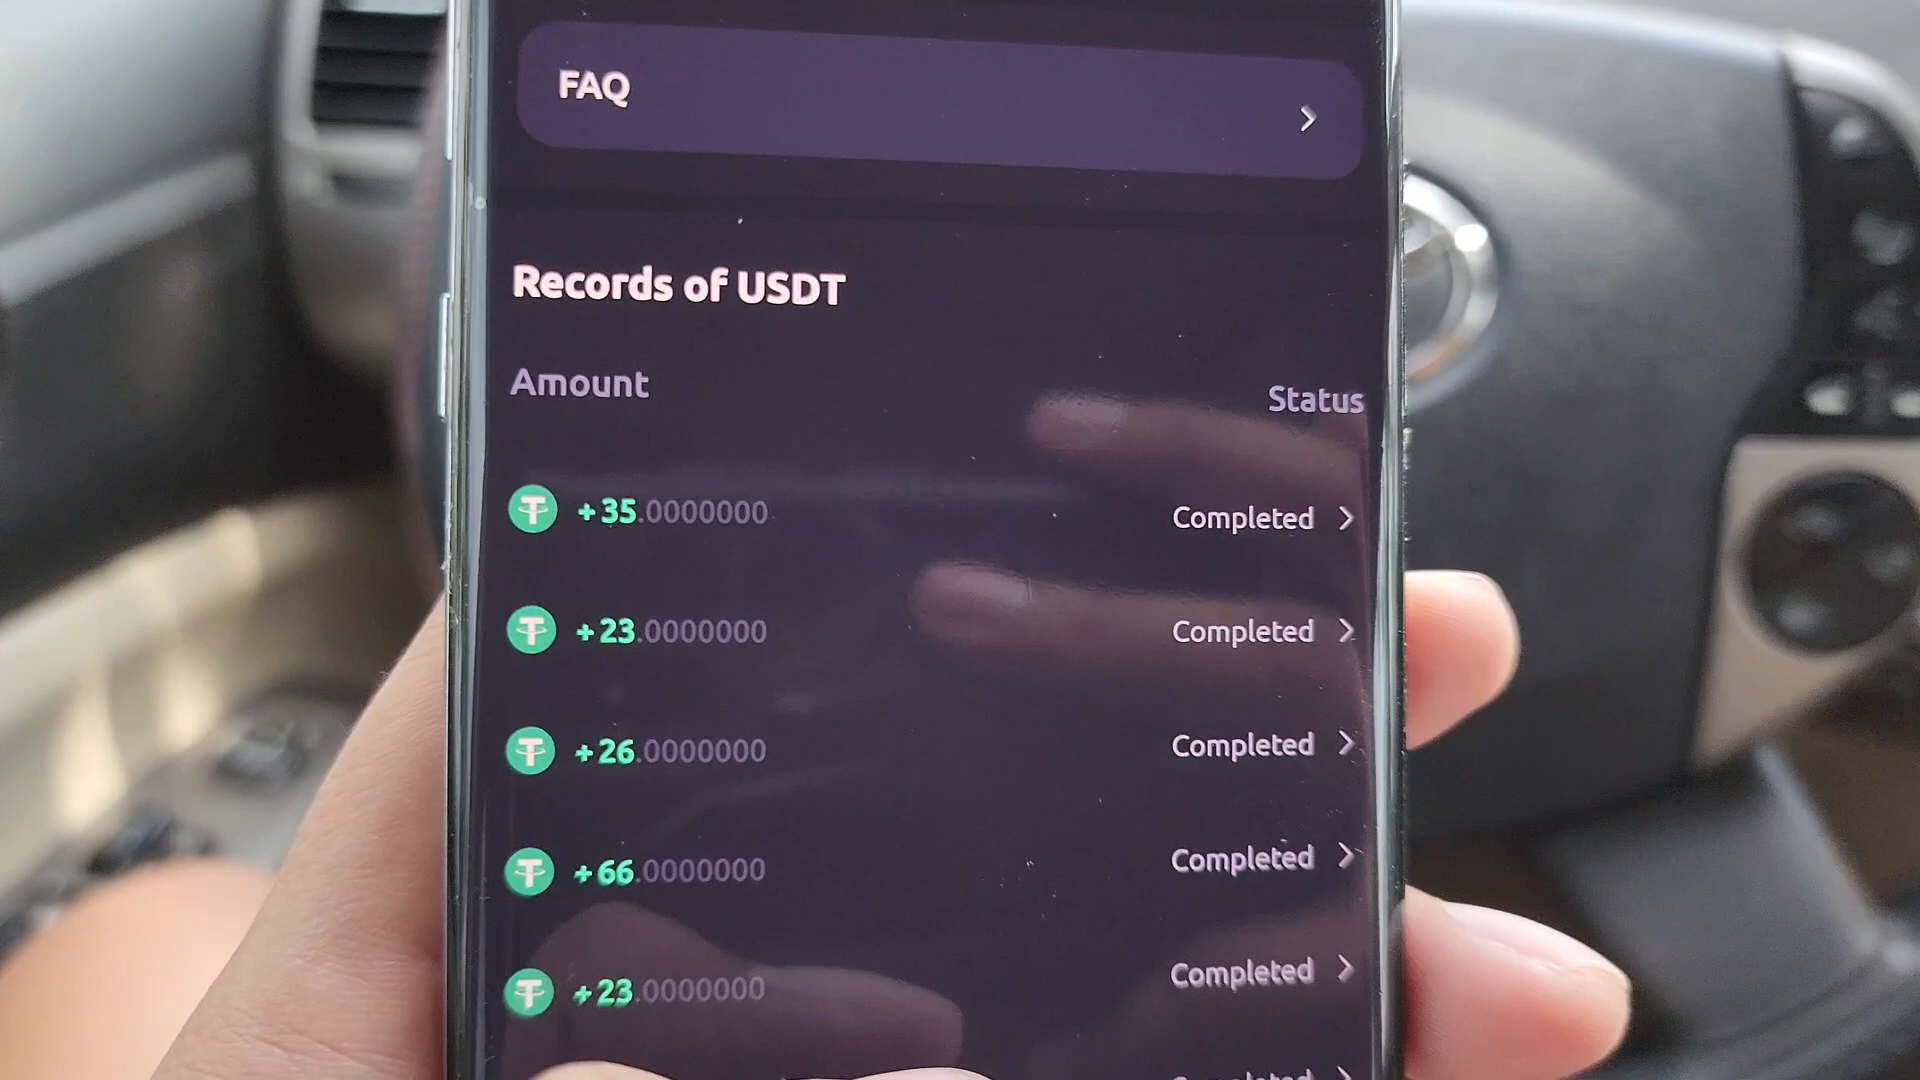 FAQ
Records of USDT
Amount Status
+35.0000000 Completed
+23.0000000 Completed
+26.0000000 Completed
+66.0000000 Completed
+23.0000000 Completed
Completed